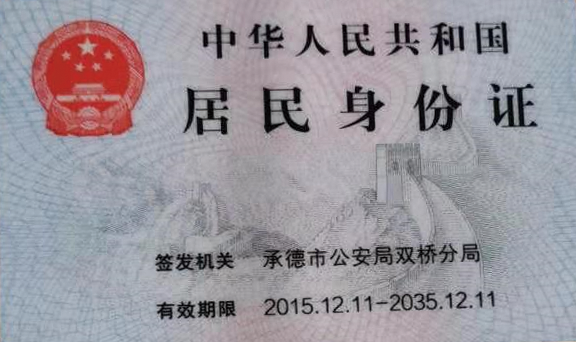 中华人民共和国
居民身份证
签发机关 承德市公安局双桥分局
有效期限 2015.12.11-2035.12.11